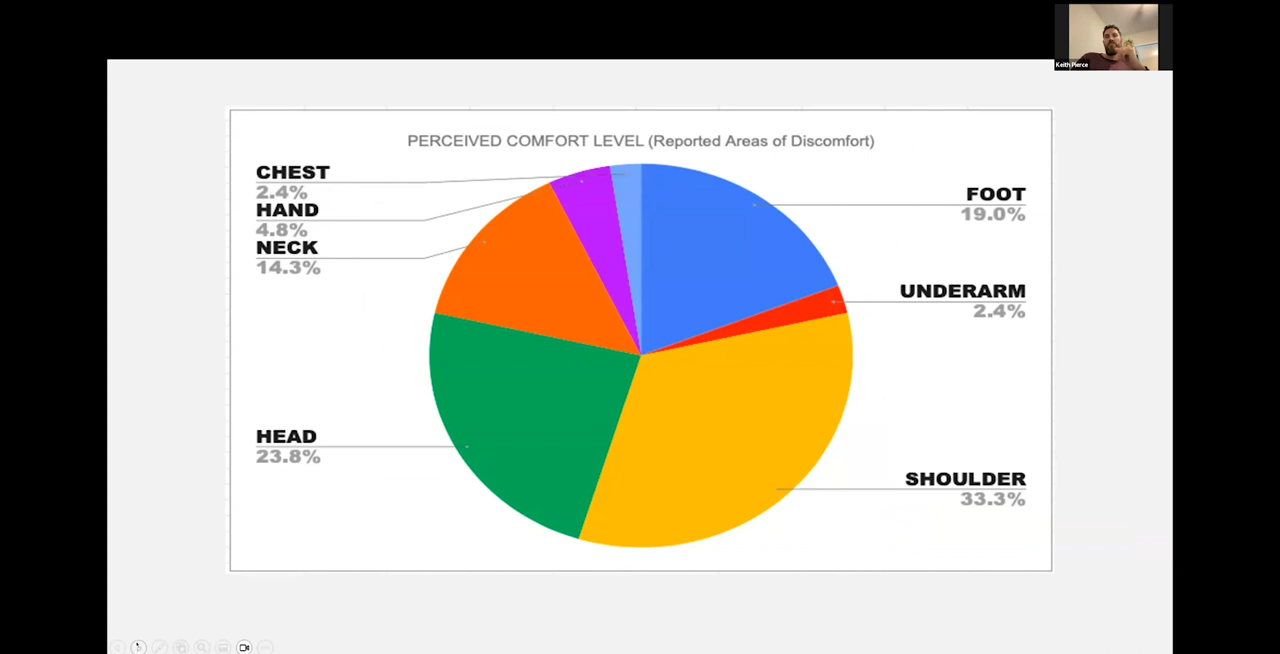 Keith Pierce
PERCEIVED COMFORT LEVEL (Reported Areas of Discomfort)
CHEST
2.4%
HAND
4.8%
NECK
14.3%
HEAD
23.8%
FOOT
19.0%
UNDERARM
2.4%
SHOULDER
33.3%